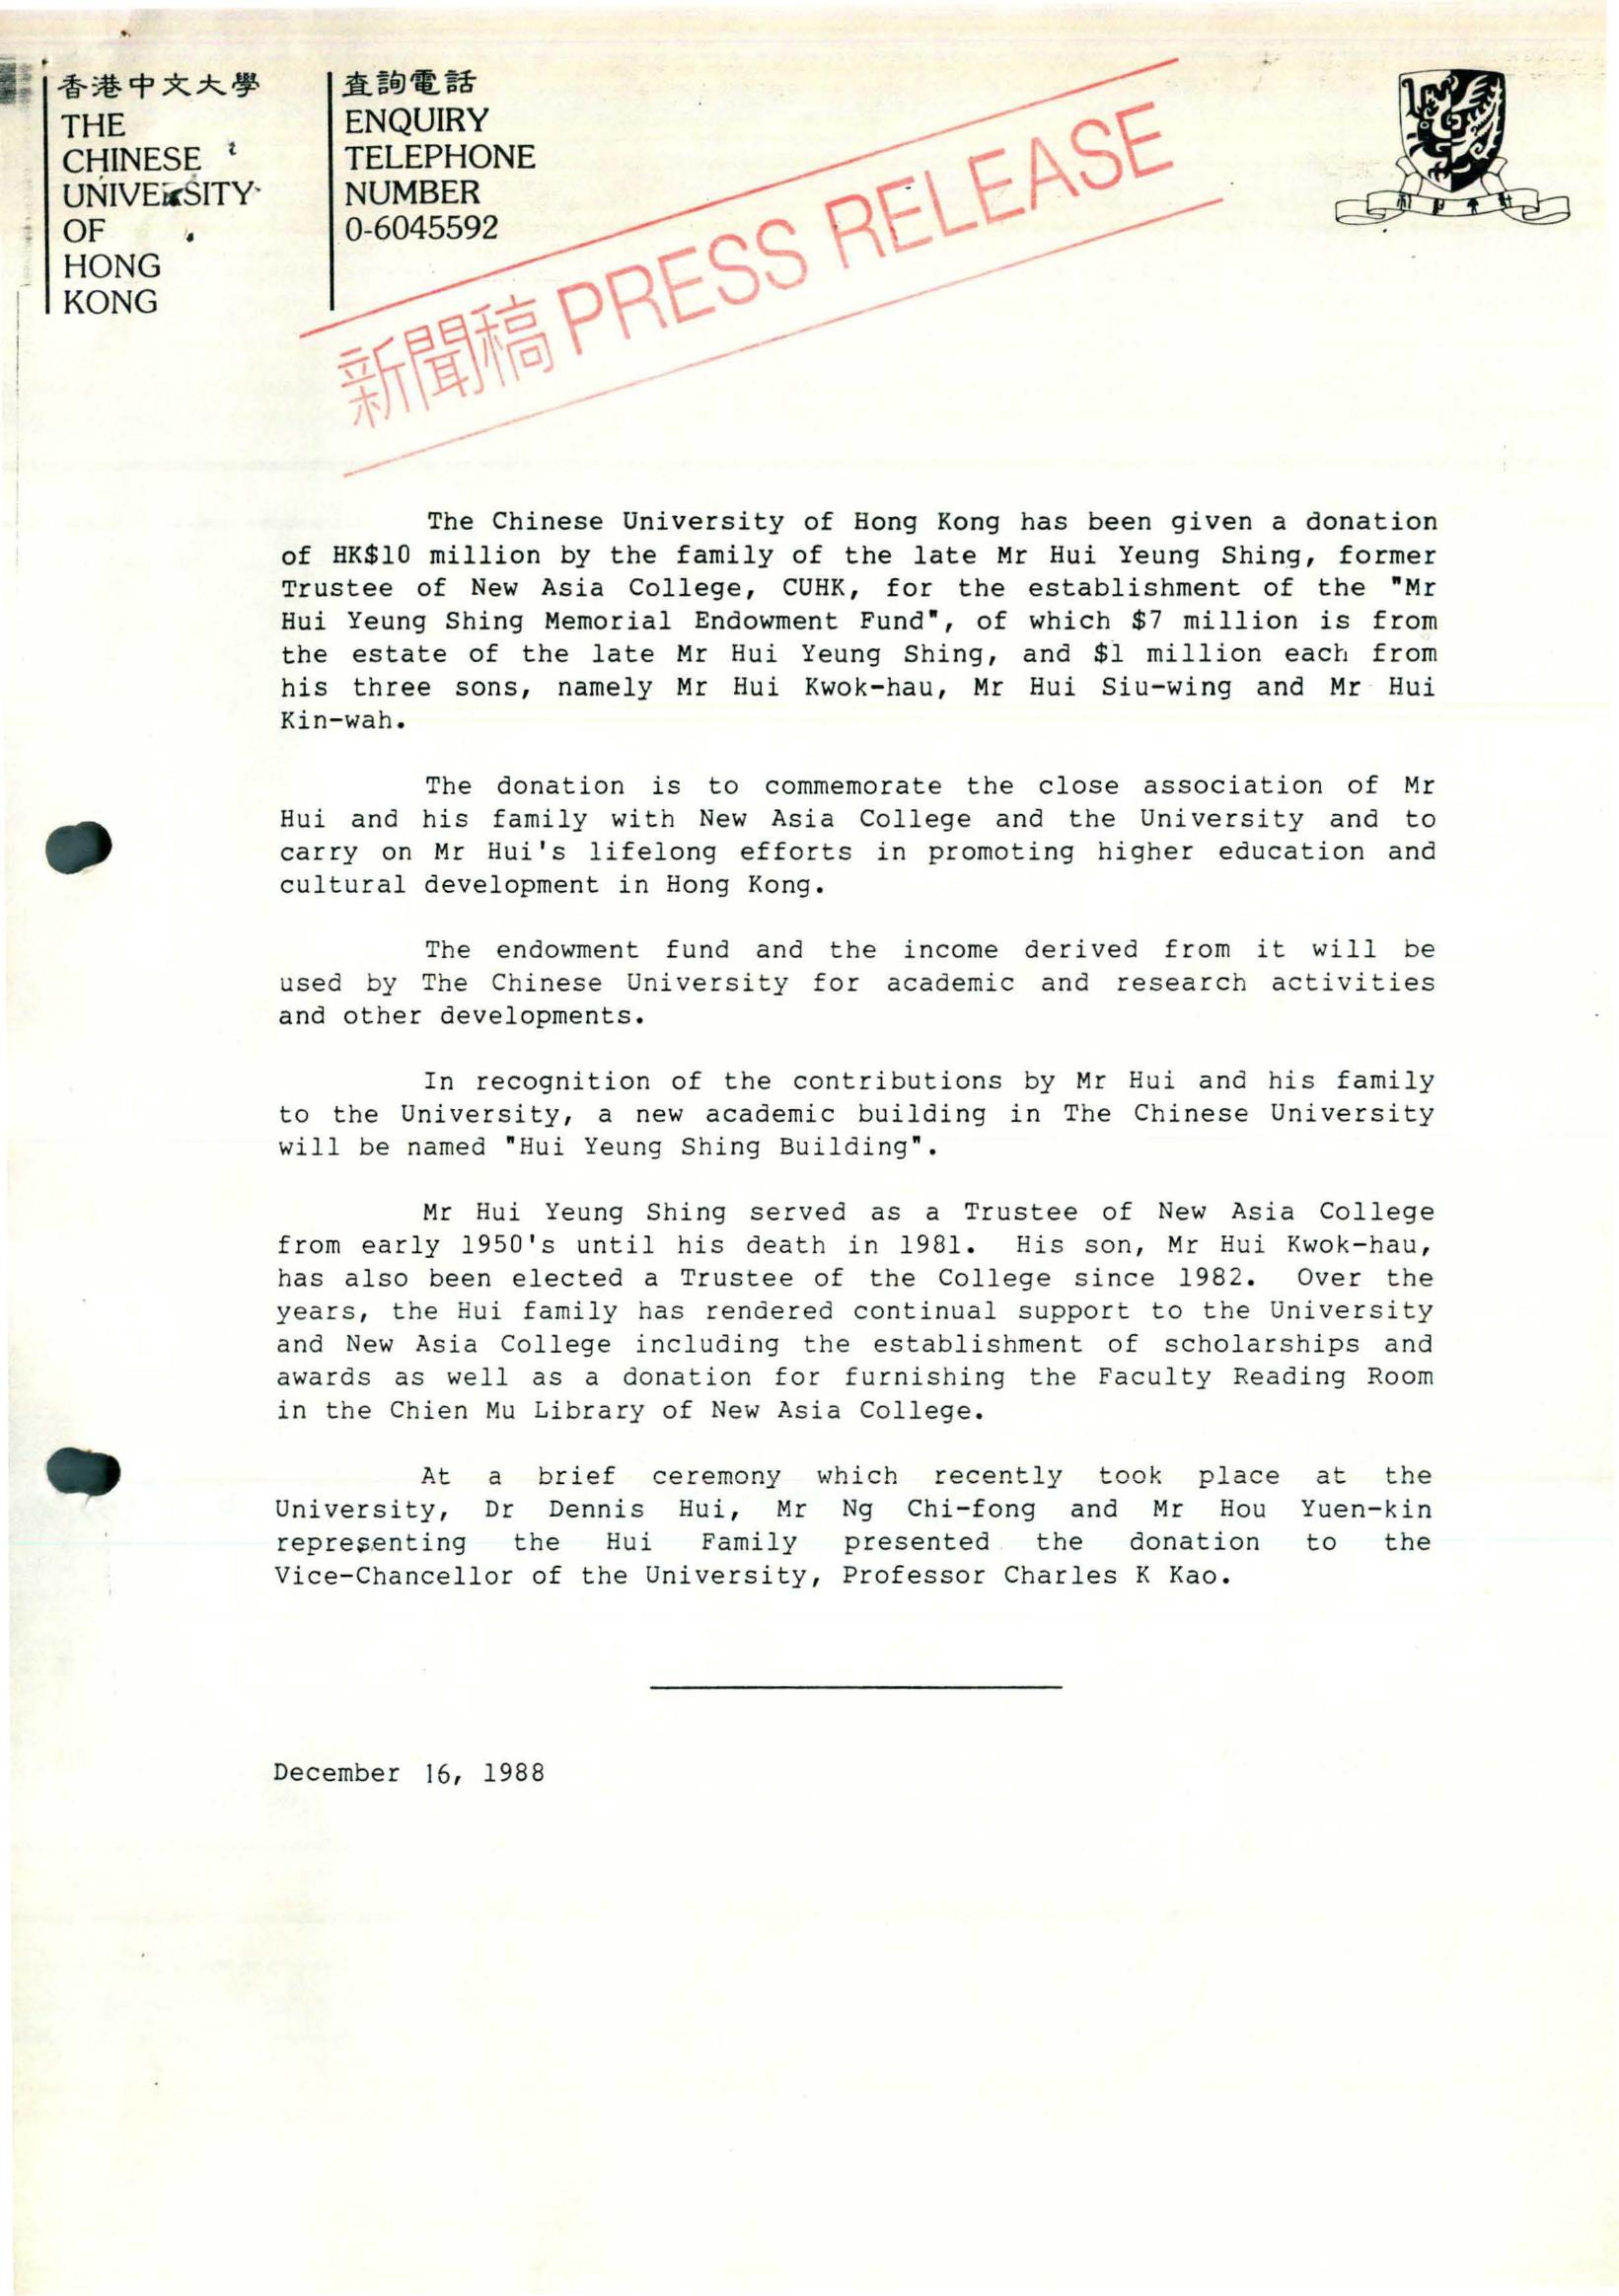 香港中文大學
THE
CHINESE
UNIVERSITY
OF
HONG
KONG
查詢電話
ENQUIRY
TELEPHONE
NUMBER
0-6045592
新聞稿 PRESS RELEASE
The Chinese University of Hong Kong has been given a donation
of HK$10 million by the family of the late Mr Hui Yeung Shing, former
Trustee of New Asia College, CUHK, for the establishment of the "Mr
Hui Yeung Shing Memorial Endowment Fund", of which $7 million is from
the estate of the late Mr Hui Yeung Shing, and $1 million each from
his three sons, namely Mr Hui Kwok-hau, Mr Hui Siu-wing and Mr Hui
Kin-wah.
The donation is to commemorate the close association of Mr
Hui and his family with New Asia College and the University and to
carry on Mr Hui's lifelong efforts in promoting higher education and
cultural development in Hong Kong.
The endowment fund and the income derived from it will be
used by The Chinese University for academic and research activities
and other developments.
In recognition of the contributions by Mr Hui and his family
to the University, a new academic building in The Chinese University
will be named "Hui Yeung Shing Building".
Mr Hui Yeung Shing served as a Trustee of New Asia College
from early 1950's until his death in 1981. His son, Mr Hui Kwok-hau,
has also been elected a Trustee of the College since 1982. Over the
years, the Hui family has rendered continual support to the University
and New Asia College including the establishment of scholarships and
awards as well as a donation for furnishing the Faculty Reading Room
in the Chien Mu Library of New Asia College.
At a brief ceremony which recently took place at the
University, Dr Dennis Hui, Mr Ng Chi-fong and Mr Hou Yuen-kin
representing the Hui Family presented the donation to the
Vice-Chancellor of the University, Professor Charles K Kao.
December 16, 1988